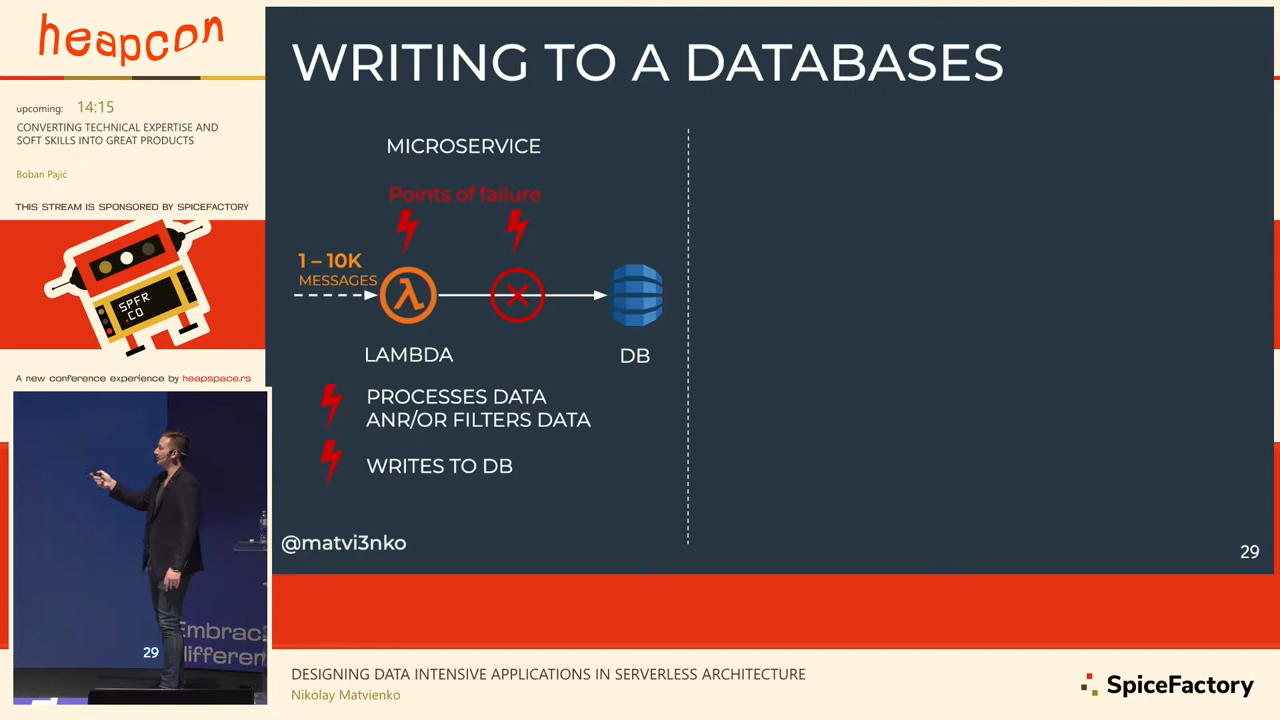 heapcon
upcoming: 14:15
CONVERTING TECHNICAL EXPERTISE AND
SOFT SKILLS INTO GREAT PRODUCTS
Boban Pajić
THIS STREAM IS SPONSORED BY SPICEFACTORY
SPFR
.CO
A new conference experience by heapspace.rs
WRITING TO A DATABASES
MICROSERVICE
Points of failure
1 – 10K
MESSAGES
λ
LAMBDA
DB
PROCESSES DATA
ANR/OR FILTERS DATA
WRITES TO DB
@matvi3nko
29
Embrac
differen
29
DESIGNING DATA INTENSIVE APPLICATIONS IN SERVERLESS ARCHITECTURE
Nikolay Matvienko
SpiceFactory